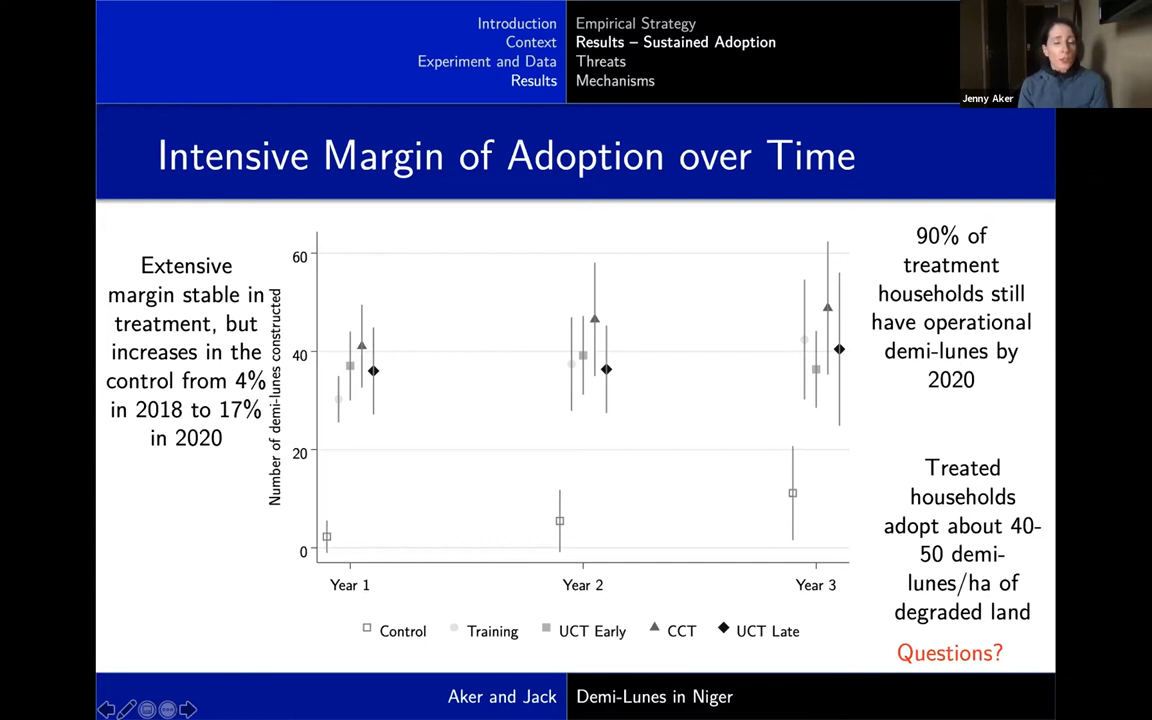 Introduction
Context
Experiment and Data
Results
Empirical Strategy
Results – Sustained Adoption
Threats
Mechanisms
Jenny Aker
Intensive Margin of Adoption over Time
Extensive
margin stable in
treatment, but
increases in the
control from 4%
in 2018 to 17%
in 2020
Number of demi-lunes constructed
60
40
20
0
Year 1
Year 2
Year 3
Control
Training
UCT Early
CCT
UCT Late
90% of
treatment
households still
have operational
demi-lunes by
2020
Treated
households
adopt about 40-
50 demi-
lunes/ha of
degraded land
Questions?
Aker and Jack
Demi-Lunes in Niger